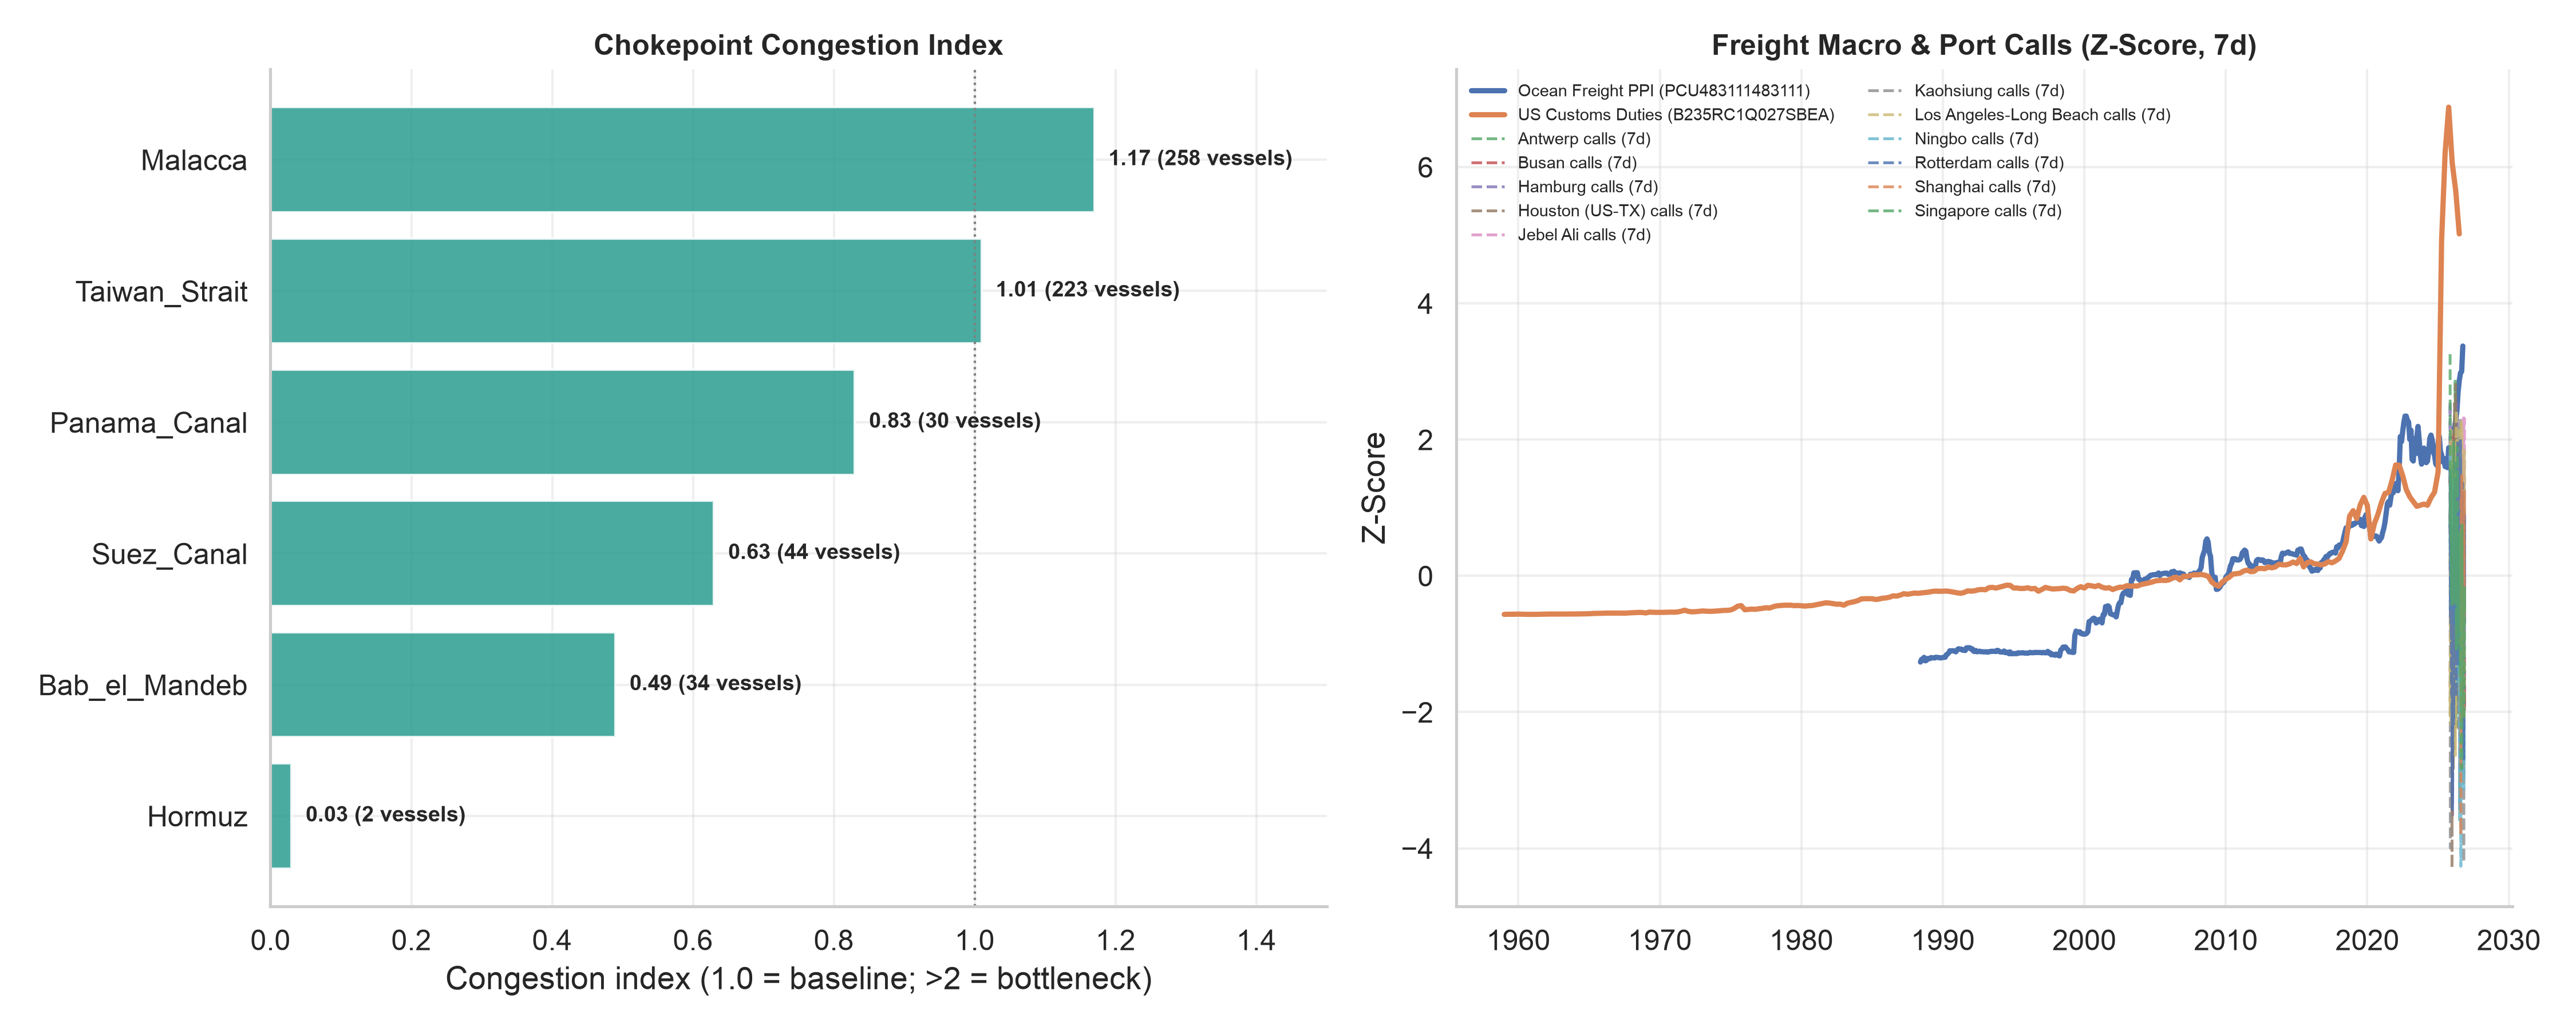 Chokepoint Congestion Index
Malacca
1.17 (258 vessels)
Taiwan_Strait
1.01 (223 vessels)
Panama_Canal
0.83 (30 vessels)
Suez_Canal
0.63 (44 vessels)
Bab_el_Mandeb
0.49 (34 vessels)
Hormuz
0.03 (2 vessels)
0.0 0.2 0.4 0.6 0.8 1.0 1.2 1.4
Congestion index (1.0 = baseline; >2 = bottleneck)
Freight Macro & Port Calls (Z-Score, 7d)
Ocean Freight PPI (PCU483111483111)
US Customs Duties (B235RC1Q027SBEA)
Antwerp calls (7d)
Busan calls (7d)
Hamburg calls (7d)
Houston (US-TX) calls (7d)
Jebel Ali calls (7d)
Kaohsiung calls (7d)
Los Angeles-Long Beach calls (7d)
Ningbo calls (7d)
Rotterdam calls (7d)
Shanghai calls (7d)
Singapore calls (7d)
Z-Score
6
4
2
0
−2
−4
1960 1970 1980 1990 2000 2010 2020 2030